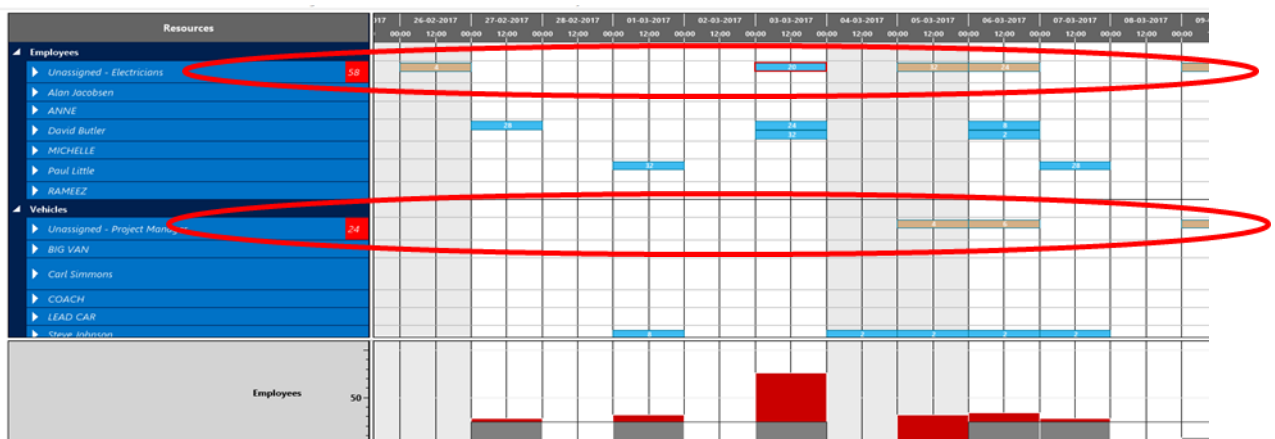 Resources
017 26-02-2017 27-02-2017 28-02-2017 01-03-2017 02-03-2017 03-03-2017 04-03-2017 05-03-2017 06-03-2017 07-03-2017 08-03-2017 09-
00:00 12:00 00:00 12:00 00:00 12:00 00:00 12:00 00:00 12:00 00:00 12:00 00:00 12:00 00:00 12:00 00:00 12:00 00:00 12:00 00:00 12:00 00:00
Employees
Unassigned - Electricians 58 4 20 32 24
Alan Jacobsen
ANNE
David Butler 28 24 8
32 2
MICHELLE
Paul Little 32 28
RAMEEZ
Vehicles
Unassigned - Project Manager 24 8 8
BIG VAN
Carl Simmons
COACH
LEAD CAR
Steve Johnson 8 2 2 2 2
Employees 50